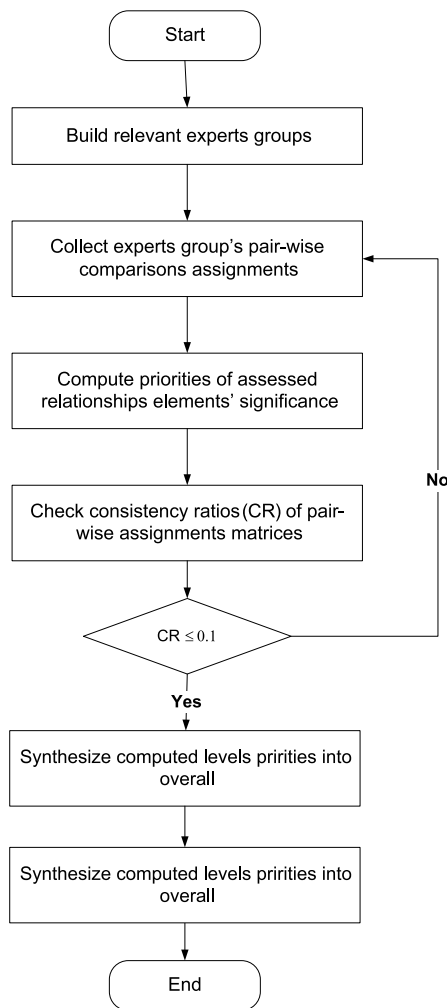 Start
Build relevant experts groups
Collect experts group's pair-wise
comparisons assignments
Compute priorities of assessed
relationships elements' significance
No
Check consistency ratios (CR) of pair-
wise assignments matrices
CR ≤ 0.1
Yes
Synthesize computed levels pririties into
overall
Synthesize computed levels pririties into
overall
End